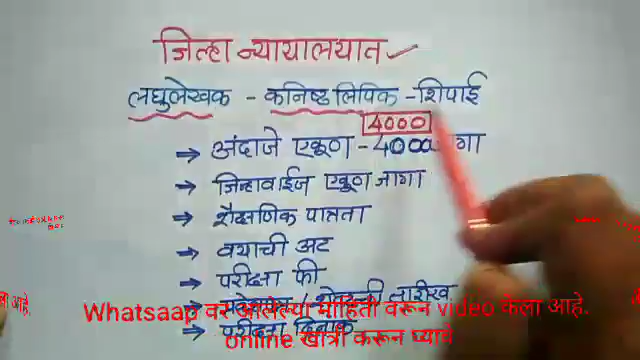 जिल्हा न्यायालयात
लघुलेखक - कनिष्ठ लिपिक - शिपाई
4000
→ अंदाजे एकूण - 4000 जागा
→ जिल्हावाईज एकूण जागा
→ शैक्षणिक पात्रता
→ वयाची अट
→ परीक्षा फी
तारीख
Whatsaap वर आलेल्या माहिती वरून video केला आहे.
→ परीक्षा दिनांक
online खात्री करून घ्यावे